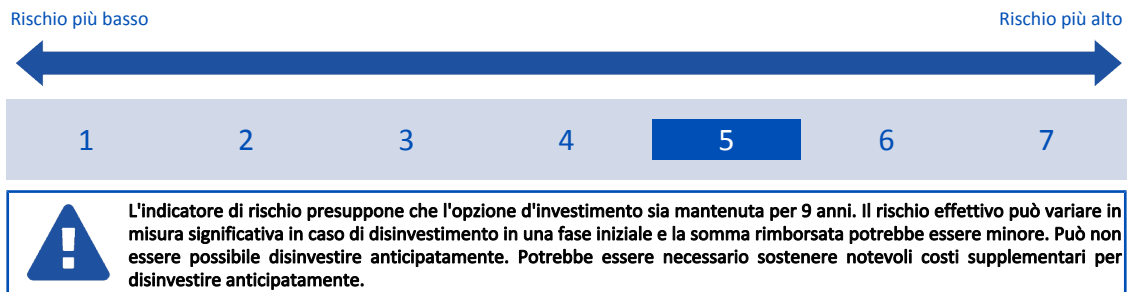 Rischio più basso Rischio più alto
1 2 3 4 5 6 7
L'indicatore di rischio presuppone che l'opzione d'investimento sia mantenuta per 9 anni. Il rischio effettivo può variare in
misura significativa in caso di disinvestimento in una fase iniziale e la somma rimborsata potrebbe essere minore. Può non
essere possibile disinvestire anticipatamente. Potrebbe essere necessario sostenere notevoli costi supplementari per
disinvestire anticipatamente.